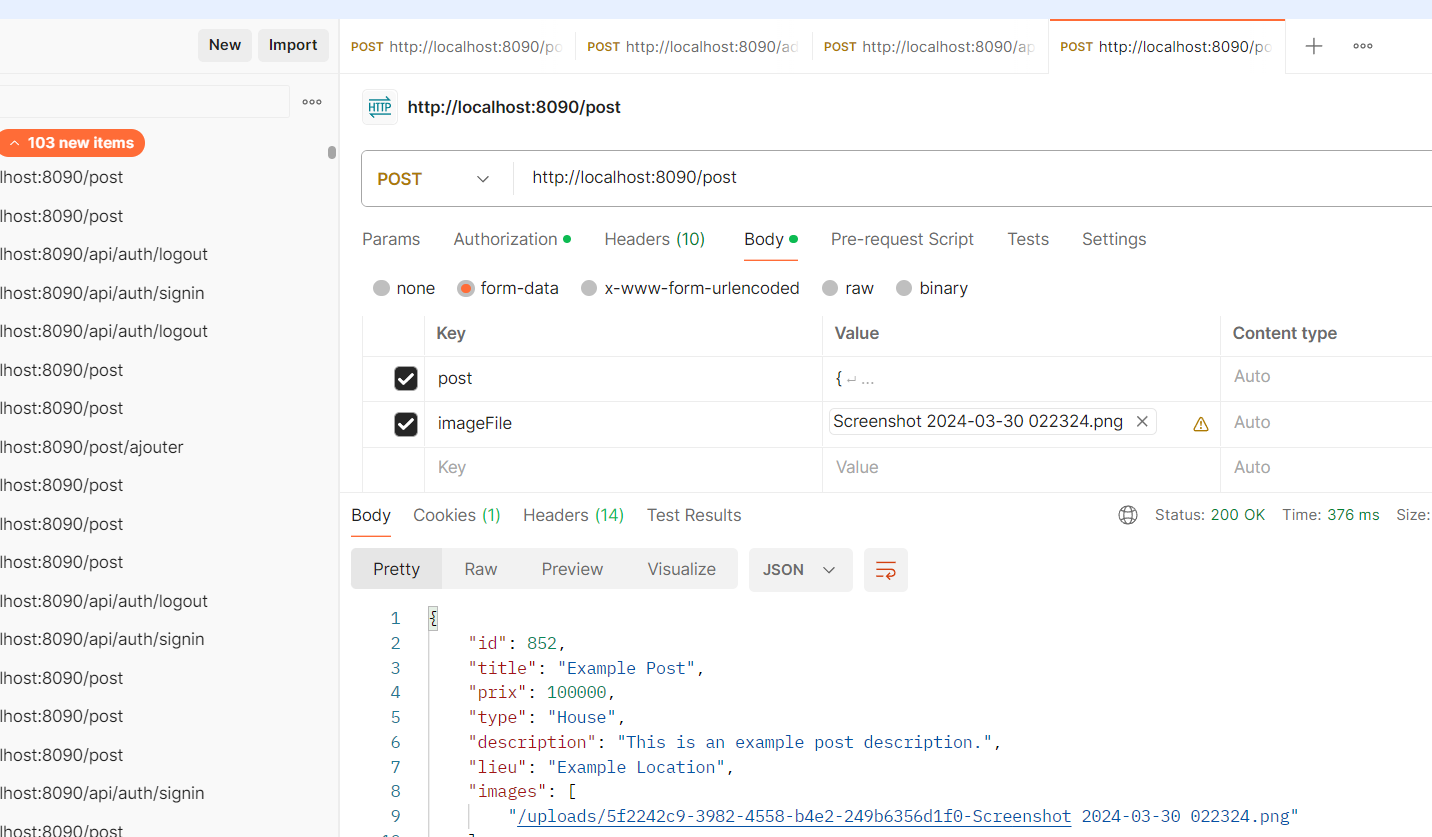 New Import
POST http://localhost:8090/po POST http://localhost:8090/ad POST http://localhost:8090/ap POST http://localhost:8090/po
HTTP http://localhost:8090/post
103 new items
lhost:8090/post
lhost:8090/post
lhost:8090/api/auth/logout
lhost:8090/api/auth/signin
lhost:8090/api/auth/logout
lhost:8090/post
lhost:8090/post
lhost:8090/post/ajouter
lhost:8090/post
lhost:8090/post
lhost:8090/post
lhost:8090/api/auth/logout
lhost:8090/api/auth/signin
lhost:8090/post
lhost:8090/post
lhost:8090/post
lhost:8090/api/auth/signin
lhost:8090/post
POST http://localhost:8090/post
Params Authorization Headers (10) Body Pre-request Script Tests Settings
none form-data x-www-form-urlencoded raw binary
Key Value Content type
post { ↵ ... Auto
imageFile Screenshot 2024-03-30 022324.png Auto
Key Value Auto
Body Cookies (1) Headers (14) Test Results Status: 200 OK Time: 376 ms Size:
Pretty Raw Preview Visualize JSON
1 {
2 "id": 852,
3 "title": "Example Post",
4 "prix": 100000,
5 "type": "House",
6 "description": "This is an example post description.",
7 "lieu": "Example Location",
8 "images": [
9 "/uploads/5f2242c9-3982-4558-b4e2-249b6356d1f0-Screenshot 2024-03-30 022324.png"